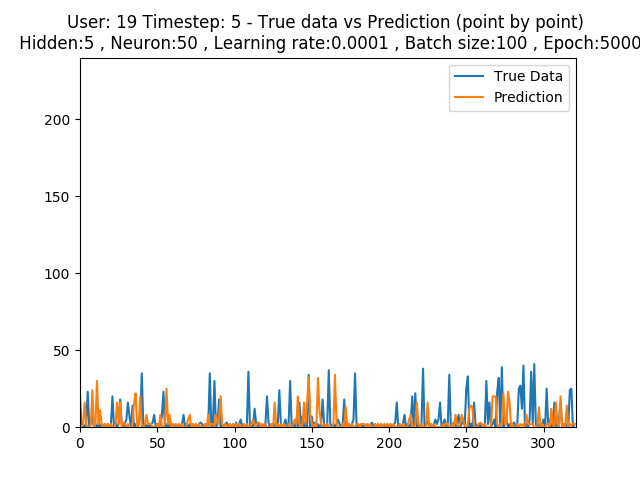 User: 19 Timestep: 5 - True data vs Prediction (point by point)
Hidden:5 , Neuron:50 , Learning rate:0.0001 , Batch size:100 , Epoch:5000
True Data
Prediction
200
150
100
50
0
0 50 100 150 200 250 300